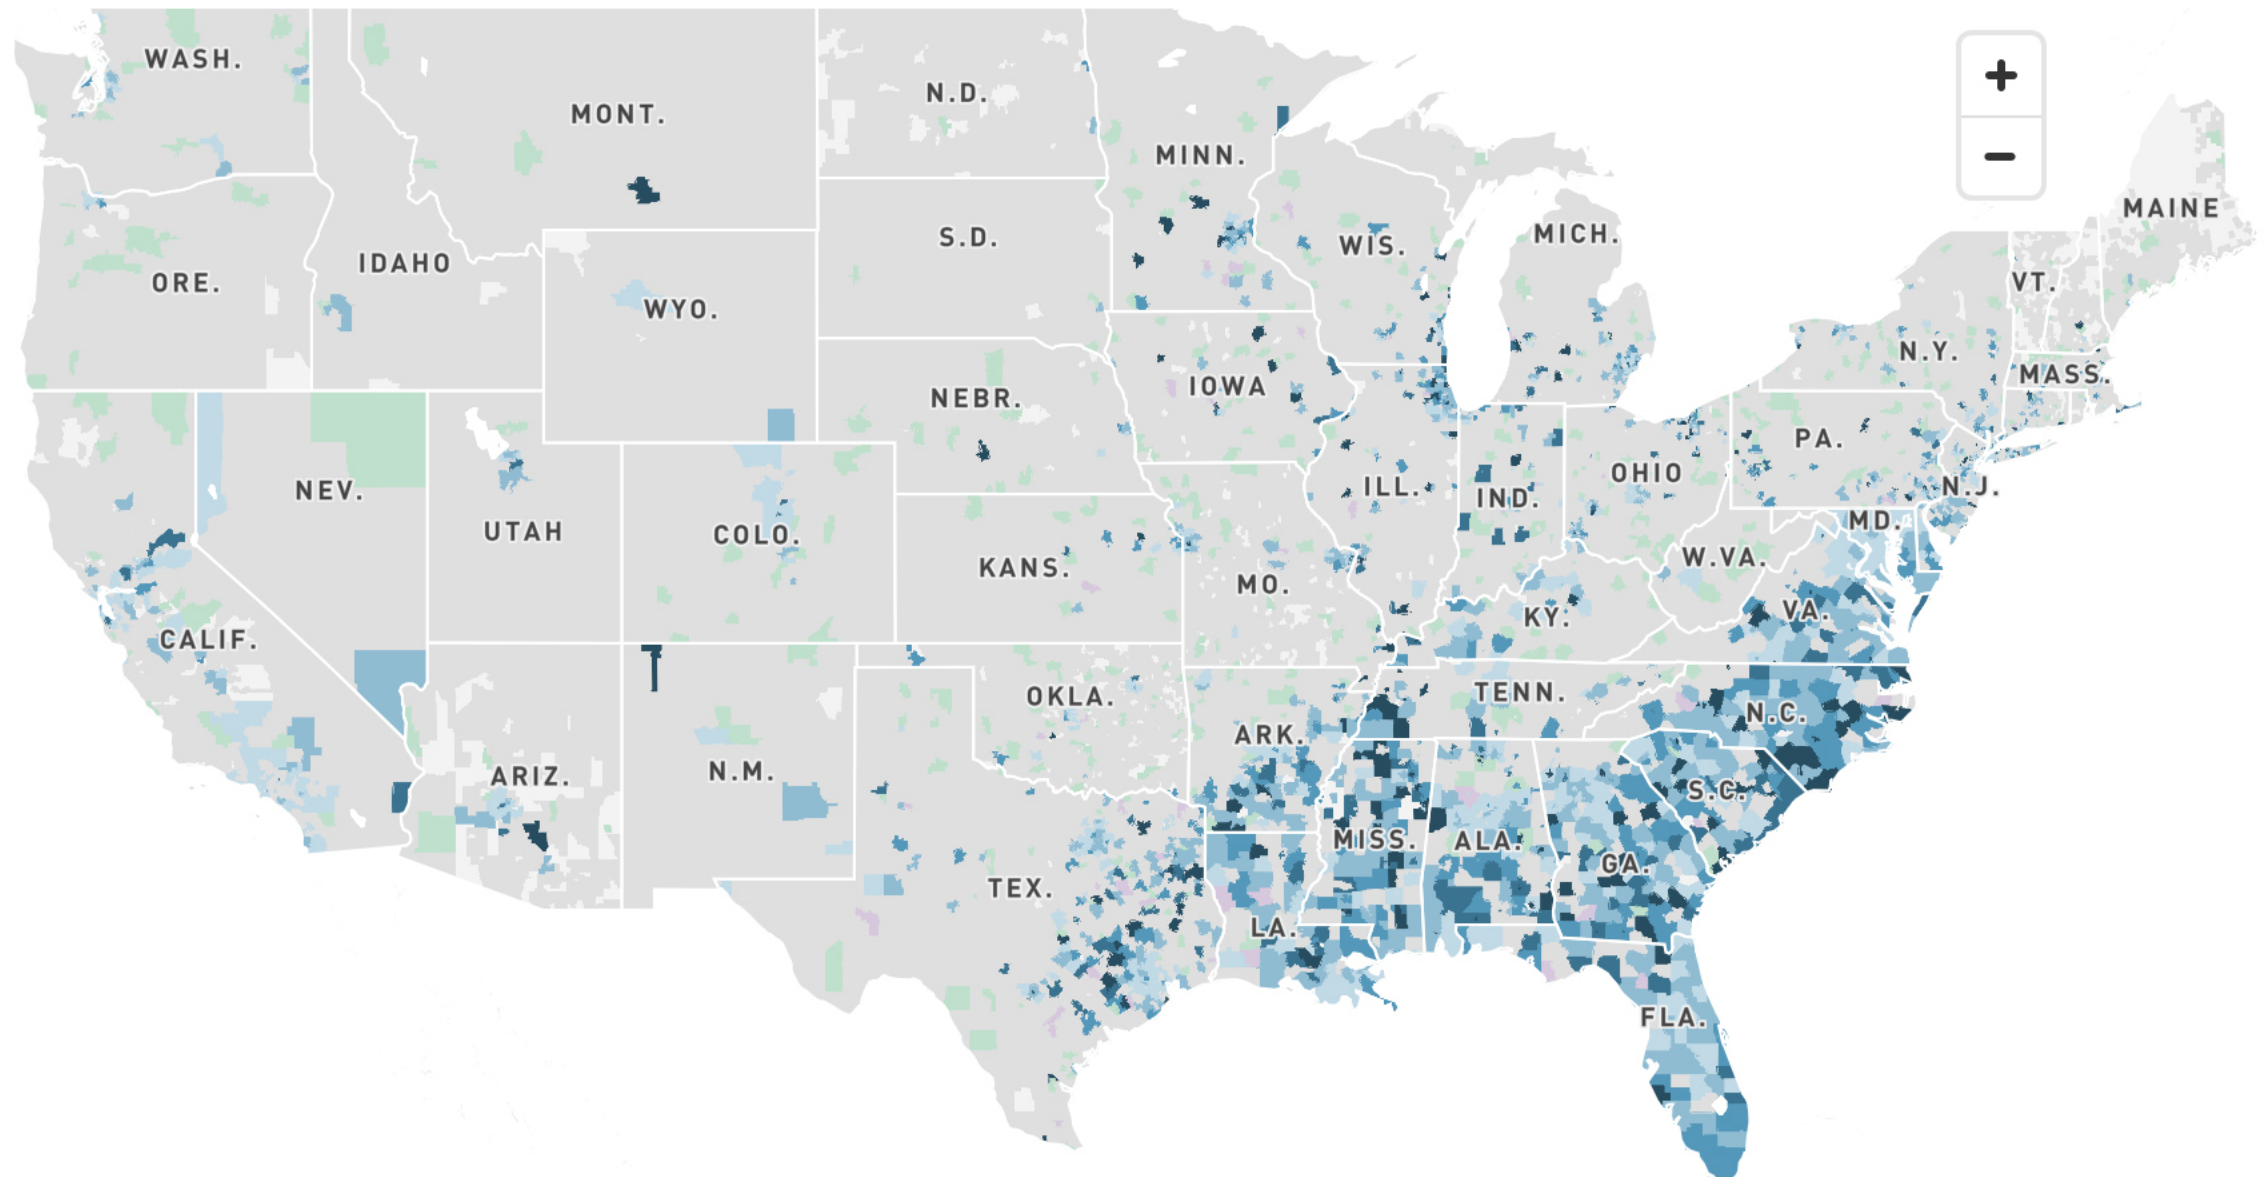 WASH.
MONT.
N.D.
MINN.
+
−
ORE.
IDAHO
WYO.
S.D.
WIS.
MICH.
MAINE
VT.
NEBR.
IOWA
N.Y.
MASS.
NEV.
UTAH
COLO.
KANS.
MO.
ILL.
IND.
OHIO
PA.
N.J.
MD.
W.VA.
VA.
KY.
CALIF.
ARIZ.
N.M.
OKLA.
ARK.
TENN.
N.C.
S.C.
TEX.
LA.
MISS.
ALA.
GA.
FLA.